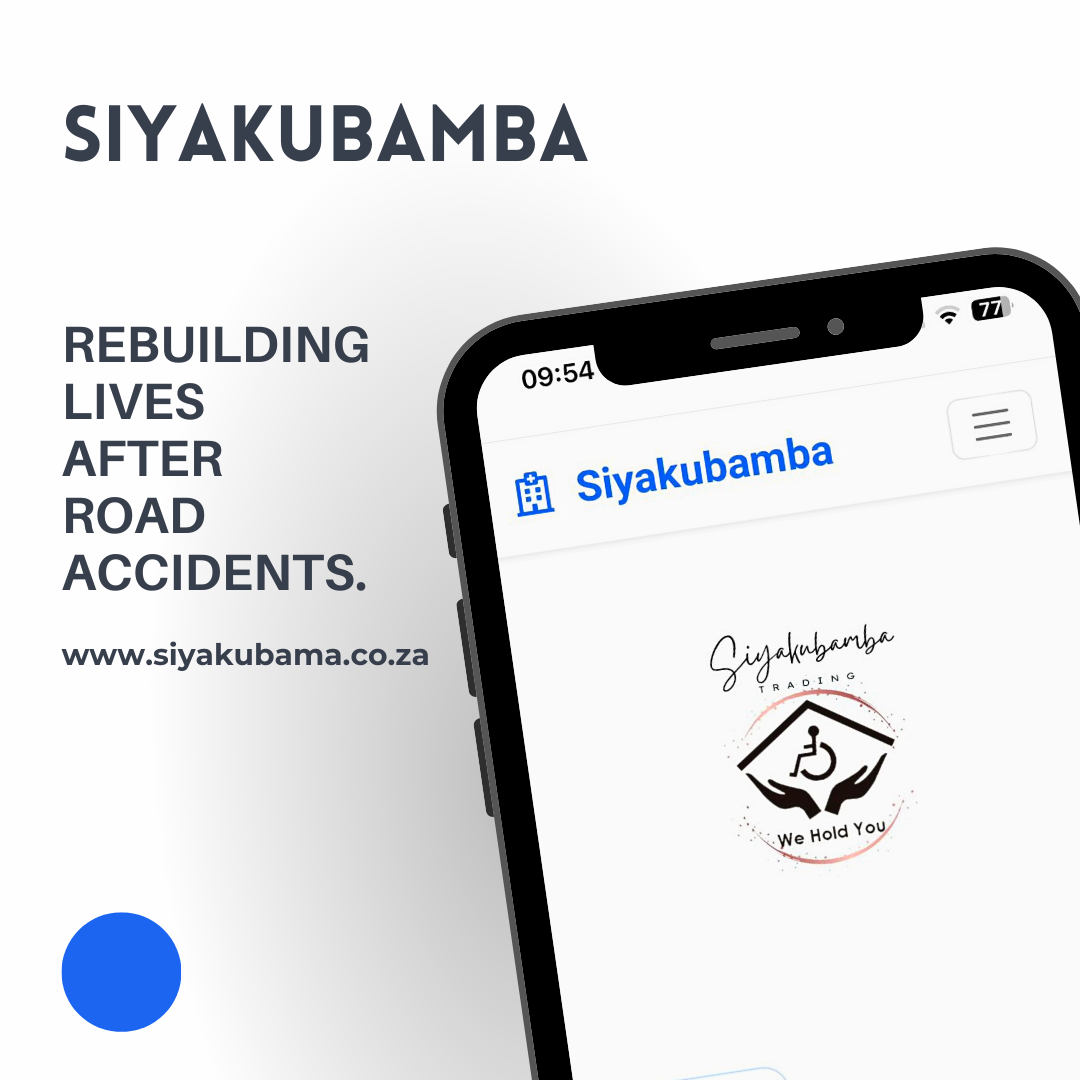 SIYAKUBAMBA
REBUILDING
LIVES
AFTER
ROAD
ACCIDENTS.
www.siyakubama.co.za
09:54
77
Siyakubamba
Siyakubamba
TRADING
We Hold You